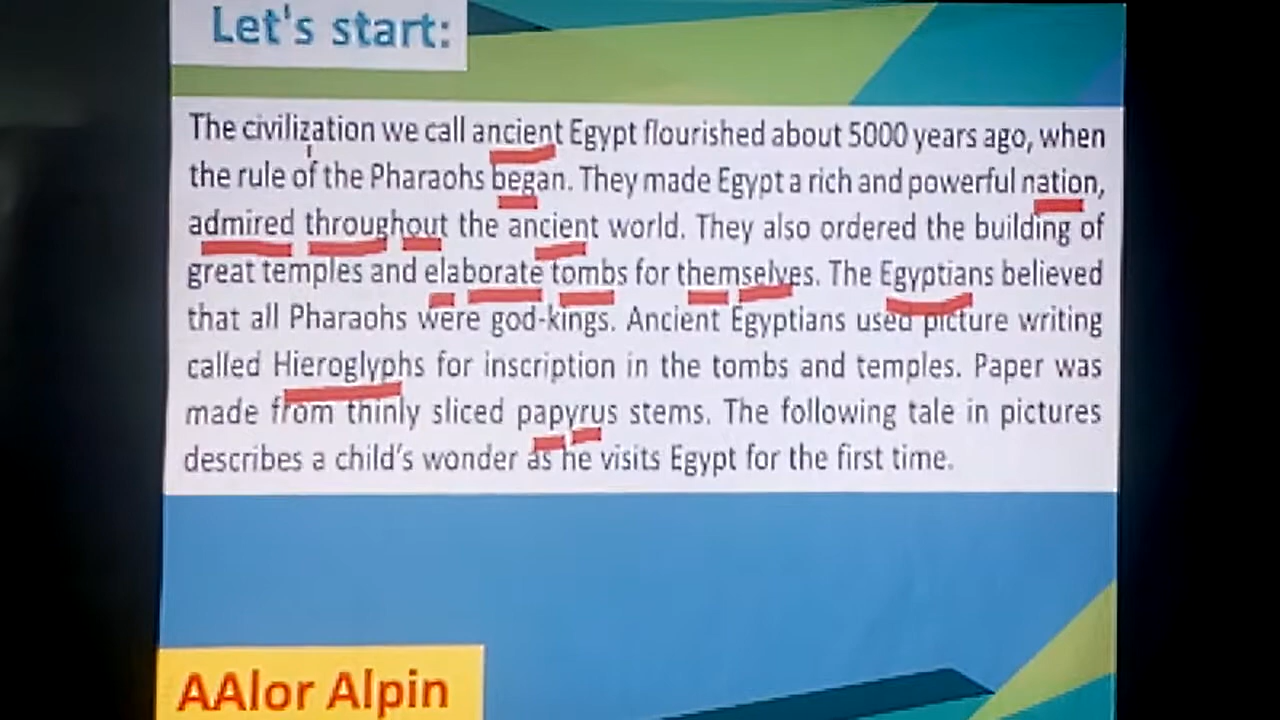 Let's start:
The civilization we call ancient Egypt flourished about 5000 years ago, when
the rule of the Pharaohs began. They made Egypt a rich and powerful nation,
admired throughout the ancient world. They also ordered the building of
great temples and elaborate tombs for themselves. The Egyptians believed
that all Pharaohs were god-kings. Ancient Egyptians used picture writing
called Hieroglyphs for inscription in the tombs and temples. Paper was
made from thinly sliced papyrus stems. The following tale in pictures
describes a child's wonder as he visits Egypt for the first time.
AAlor Alpin